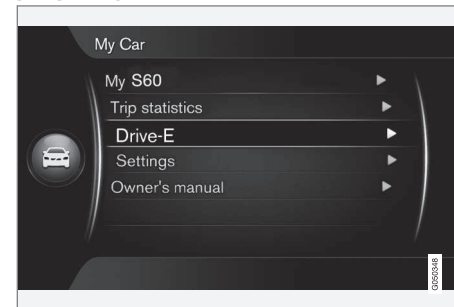 My Car
My S60
Trip statistics
Drive-E
Settings
Owner's manual
G050348